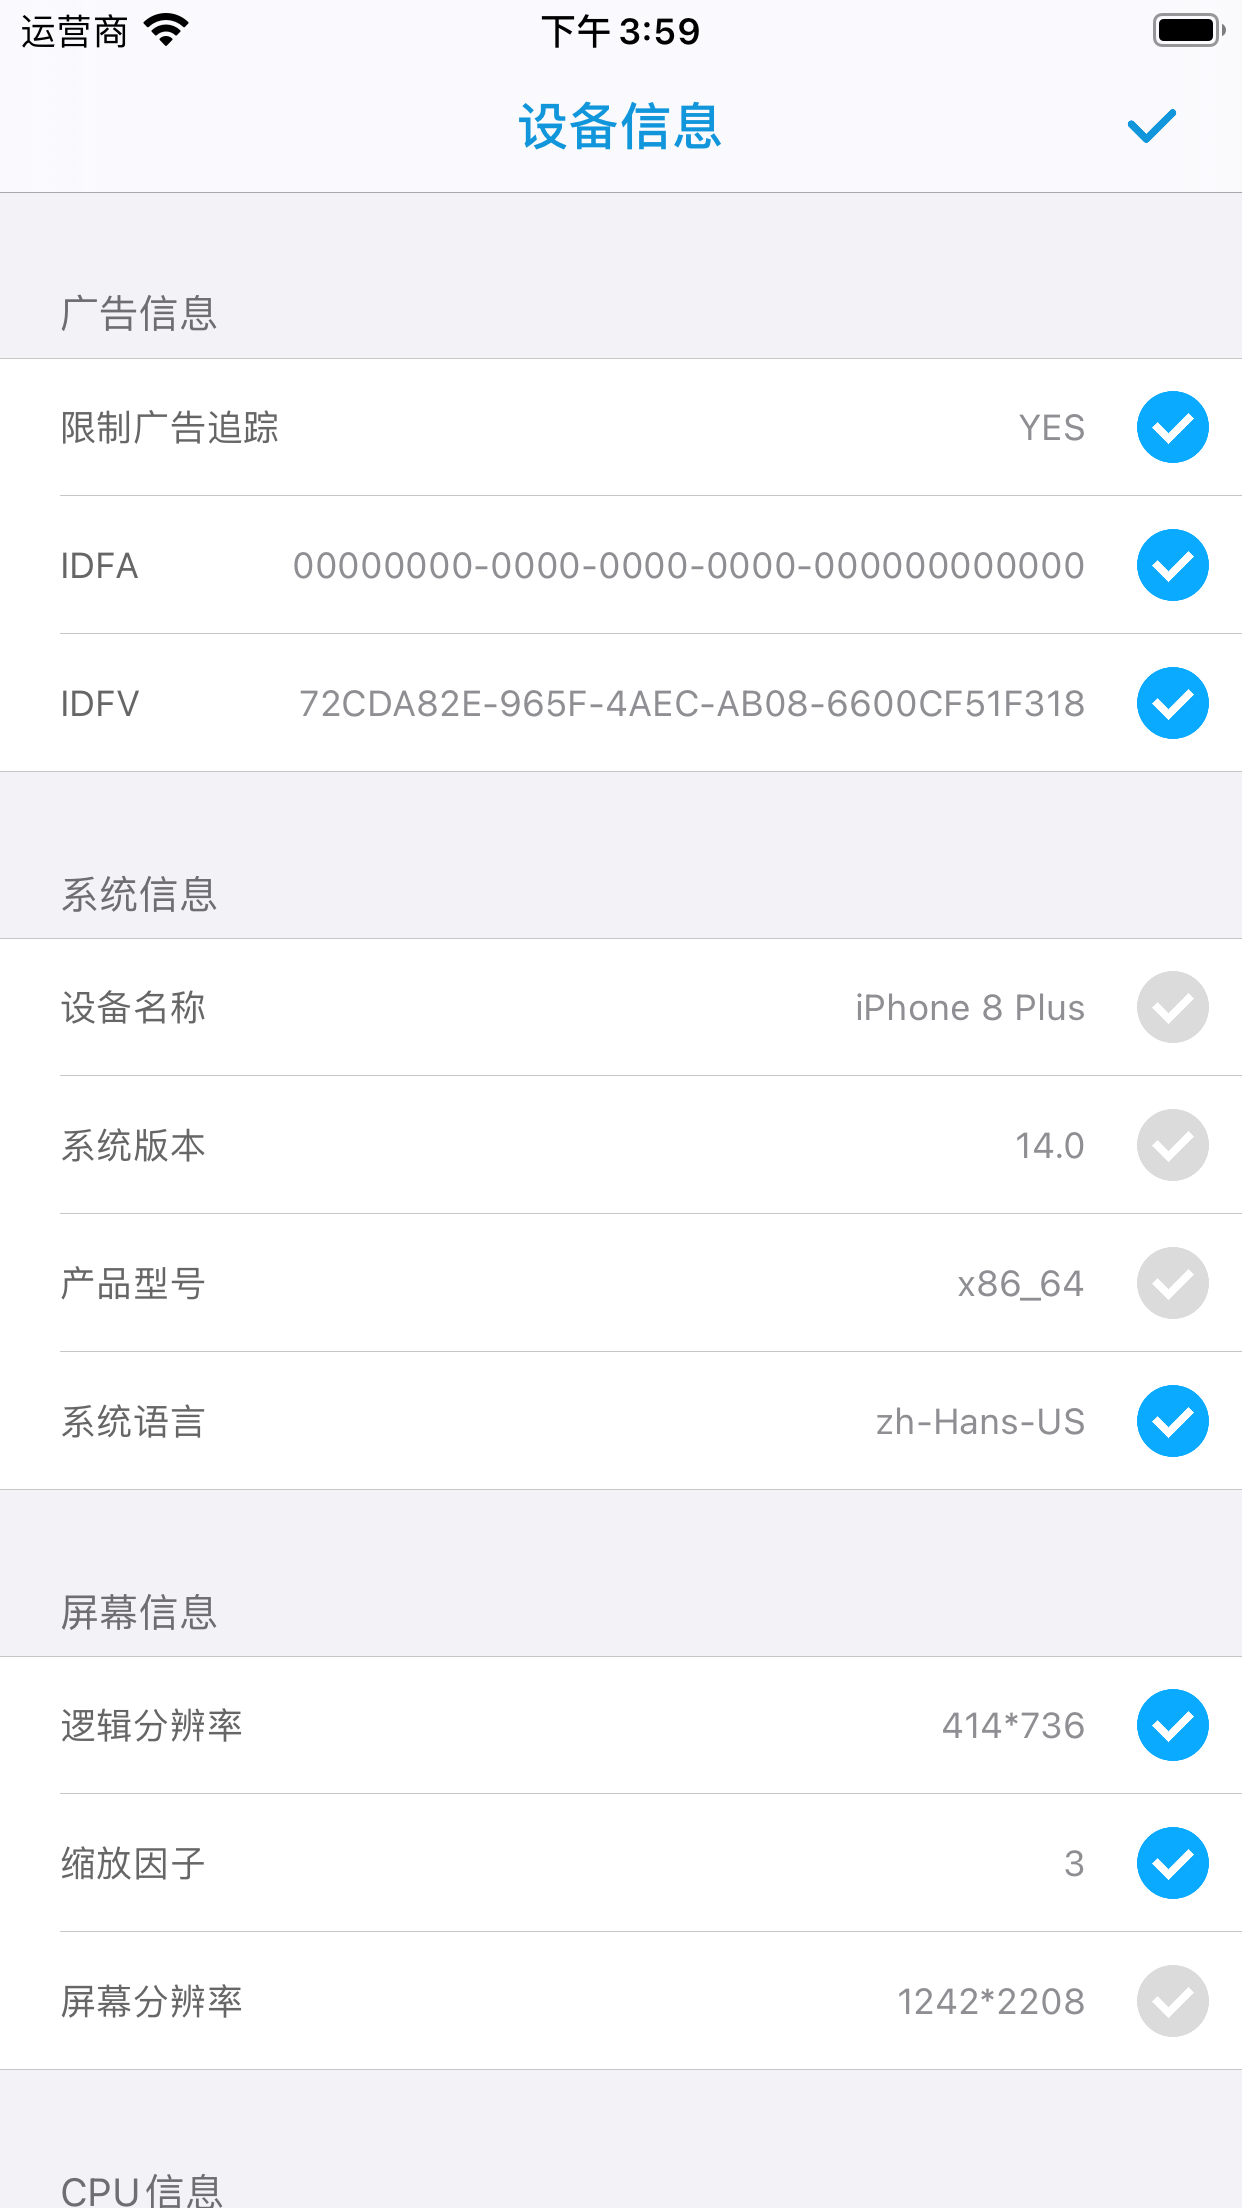 运营商
下午3:59
设备信息
广告信息
限制广告追踪 YES
IDFA 00000000-0000-0000-0000-000000000000
IDFV 72CDA82E-965F-4AEC-AB08-6600CF51F318
系统信息
设备名称 iPhone 8 Plus
系统版本 14.0
产品型号 x86_64
系统语言 zh-Hans-US
屏幕信息
逻辑分辨率 414*736
缩放因子 3
屏幕分辨率 1242*2208
CPU信息